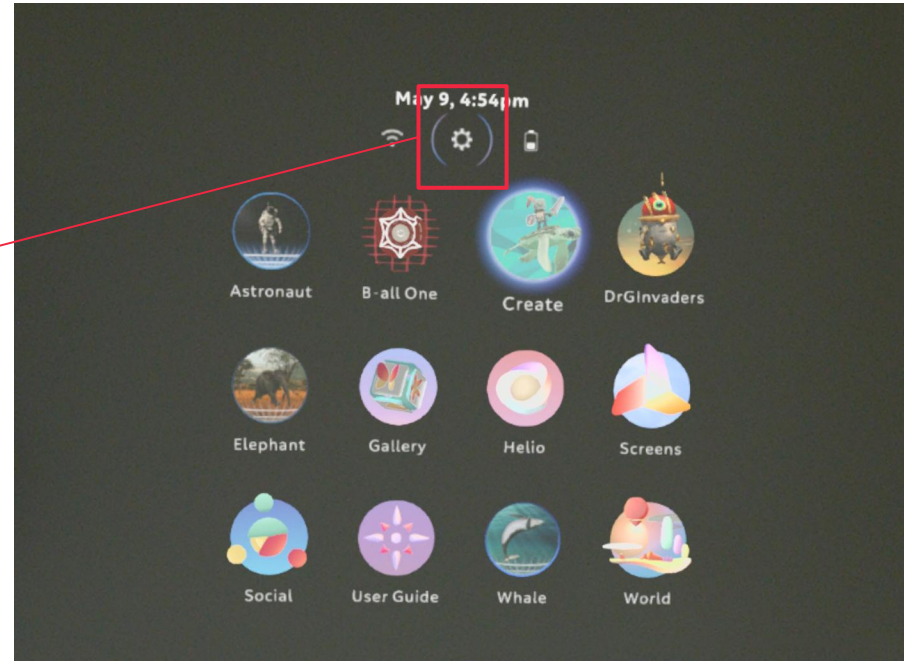 May 9, 4:54pm
Astronaut
B-all One
Create
DrGInvaders
Elephant
Gallery
Helio
Screens
Social
User Guide
Whale
World